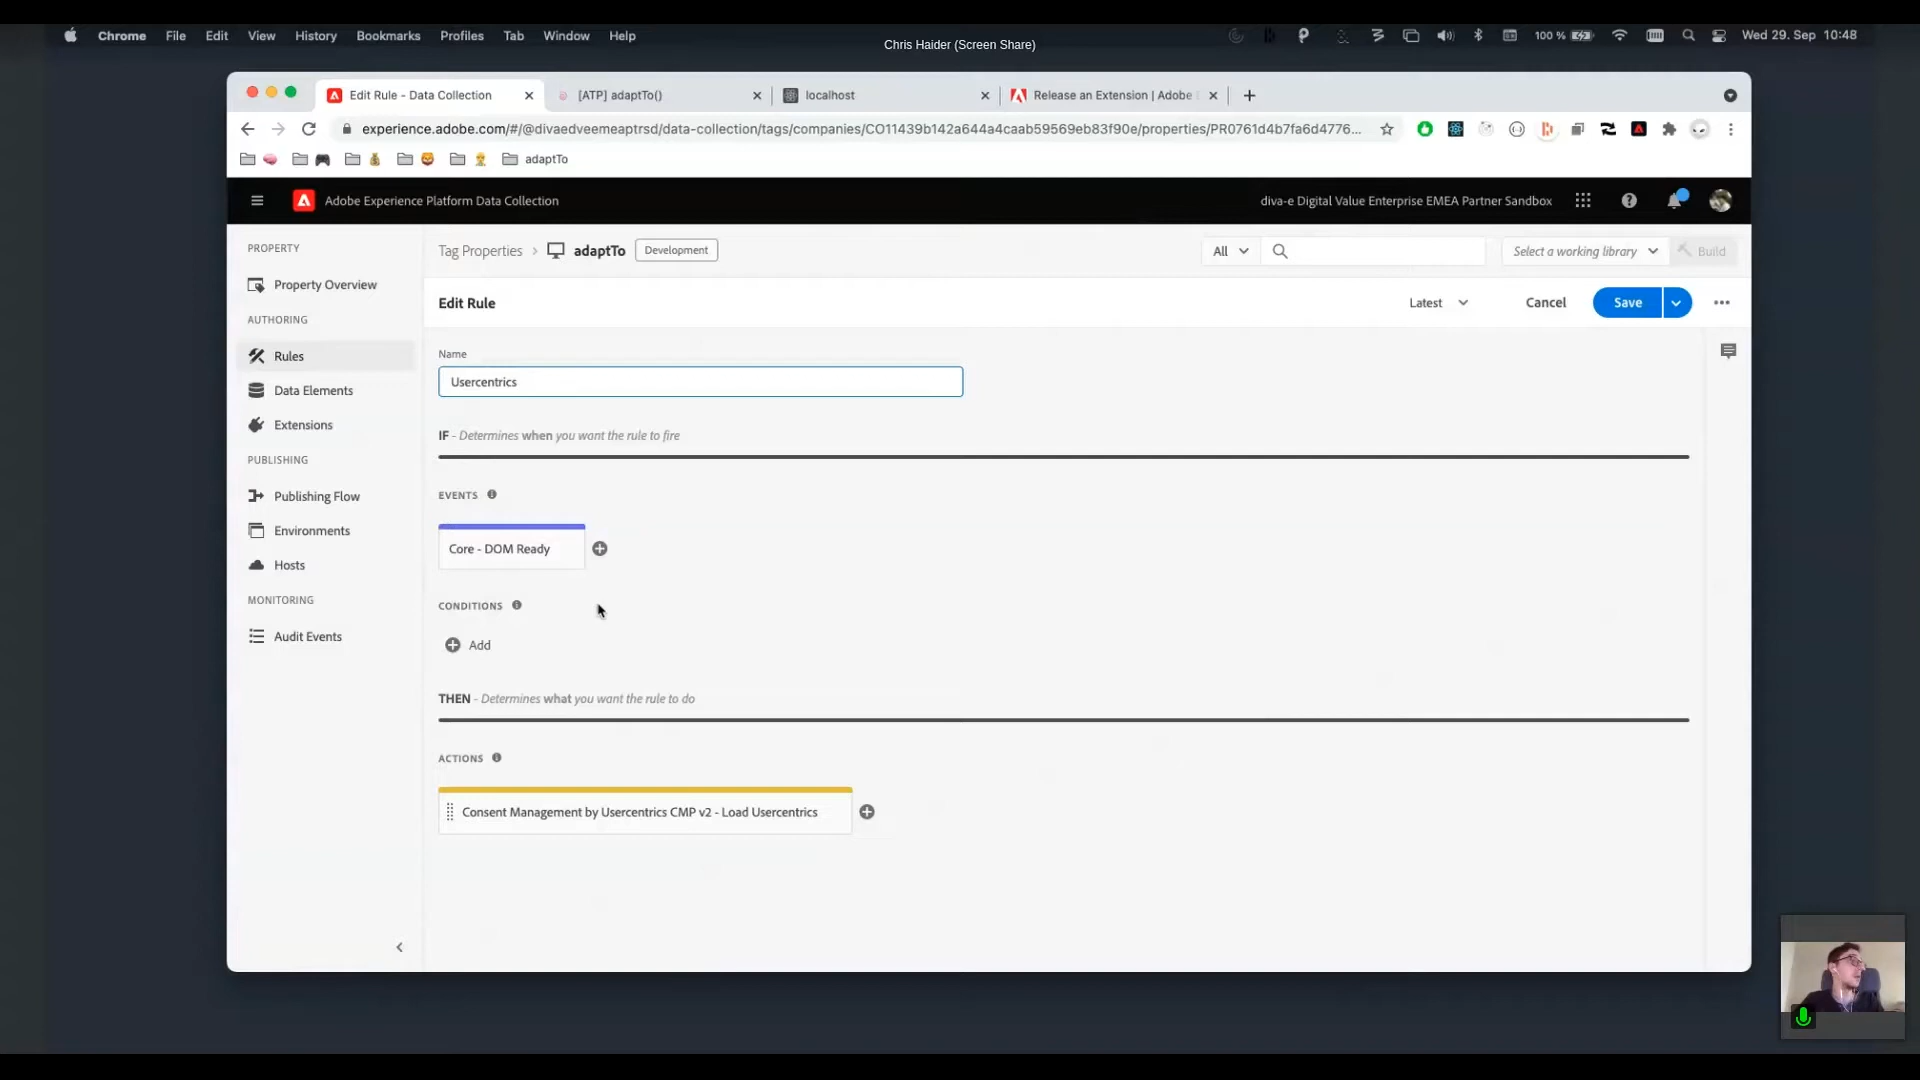 Chrome File Edit View History Bookmarks Profiles Tab Window Help
100 % Wed 29. Sep 10:48
Chris Haider (Screen Share)
Edit Rule - Data Collection
[ATP] adaptTo()
localhost
Release an Extension | Adobe
experience.adobe.com/#/@divaedveemeaptrsd/data-collection/tags/companies/CO11439b142a644a4caab59569eb83f90e/properties/PR0761d4b7fa6d4776...
adaptTo
Adobe Experience Platform Data Collection
diva-e Digital Value Enterprise EMEA Partner Sandbox
PROPERTY
Property Overview
AUTHORING
Rules
Data Elements
Extensions
PUBLISHING
Publishing Flow
Environments
Hosts
MONITORING
Audit Events
Tag Properties > adaptTo Development
All
Select a working library
Build
Edit Rule
Latest
Cancel
Save
Name
Usercentrics
IF - Determines when you want the rule to fire
EVENTS
Core - DOM Ready
CONDITIONS
Add
THEN - Determines what you want the rule to do
ACTIONS
Consent Management by Usercentrics CMP v2 - Load Usercentrics